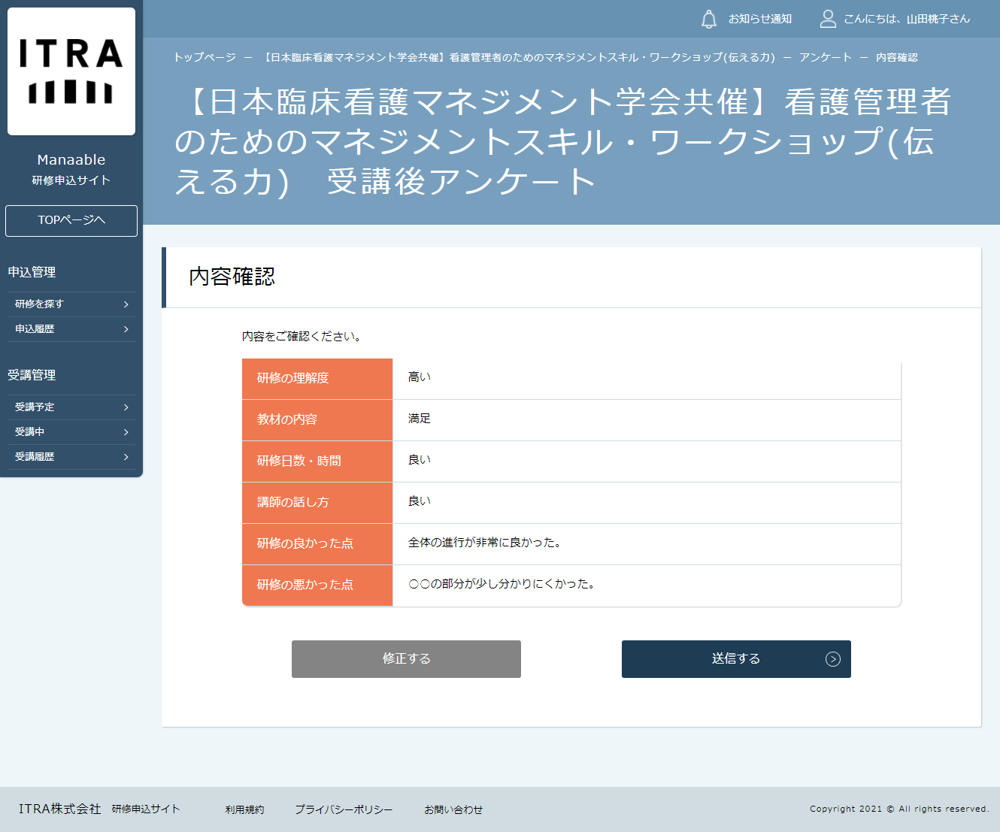 ITRA
Manaable
研修申込サイト
TOPページへ
申込管理
研修を探す
申込履歴
受講管理
受講予定
受講中
受講履歴
お知らせ通知
こんにちは、山田桃子さん
トップページ － 【日本臨床看護マネジメント学会共催】看護管理者のためのマネジメントスキル・ワークショップ(伝える力) － アンケート － 内容確認
【日本臨床看護マネジメント学会共催】看護管理者
のためのマネジメントスキル・ワークショップ(伝
える力)　受講後アンケート
内容確認
内容をご確認ください。
研修の理解度 高い
教材の内容 満足
研修日数・時間 良い
講師の話し方 良い
研修の良かった点 全体の進行が非常に良かった。
研修の悪かった点 ○○の部分が少し分かりにくかった。
修正する
送信する
ITRA株式会社 研修申込サイト 利用規約 プライバシーポリシー お問い合わせ
Copyright 2021 © All rights reserved.